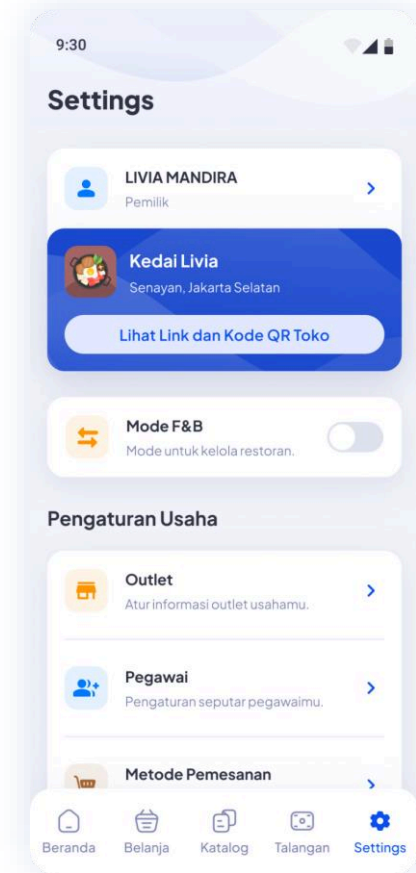 9:30
Settings
LIVIA MANDIRA
Pemilik
Kedai Livia
Senayan, Jakarta Selatan
Lihat Link dan Kode QR Toko
Mode F&B
Mode untuk kelola restoran.
Pengaturan Usaha
Outlet
Atur informasi outlet usahamu.
Pegawai
Pengaturan seputar pegawaimu.
Metode Pemesanan
Beranda
Belanja
Katalog
Talangan
Settings